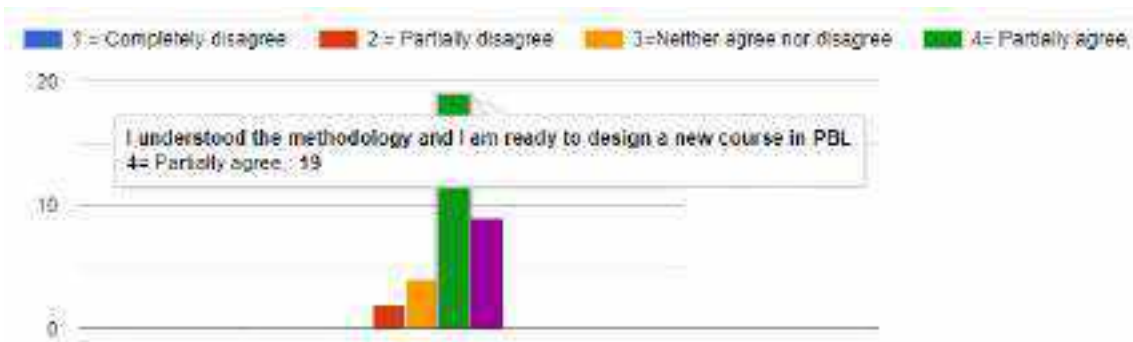 1 = Completely disagree 2 = Partially disagree 3=Neither agree nor disagree 4= Partially agree,
20
I understood the methodology and I am ready to design a new course in PBL
4= Partially agree, : 19
10
0